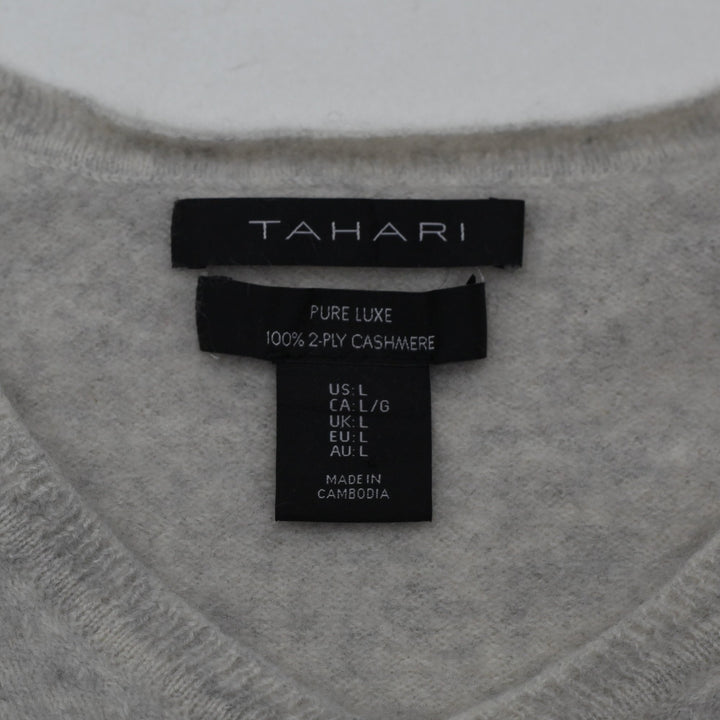 TAHARI
PURE LUXE
100% 2-PLY CASHMERE
US: L
CA: L/G
UK: L
EU: L
AU: L
MADE IN
CAMBODIA